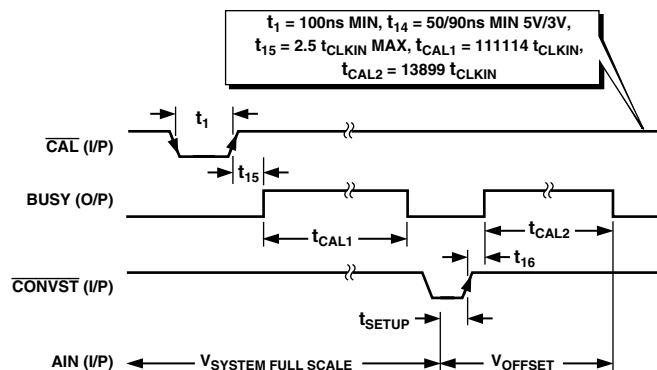 t1 = 100ns MIN, t14 = 50/90ns MIN 5V/3V,
t15 = 2.5 tCLKIN MAX, tCAL1 = 111114 tCLKIN,
tCAL2 = 13899 tCLKIN
t1
CAL (I/P)
t15
BUSY (O/P)
tCAL1
tCAL2
t16
CONVST (I/P)
tSETUP
AIN (I/P)
VSYSTEM FULL SCALE
VOFFSET